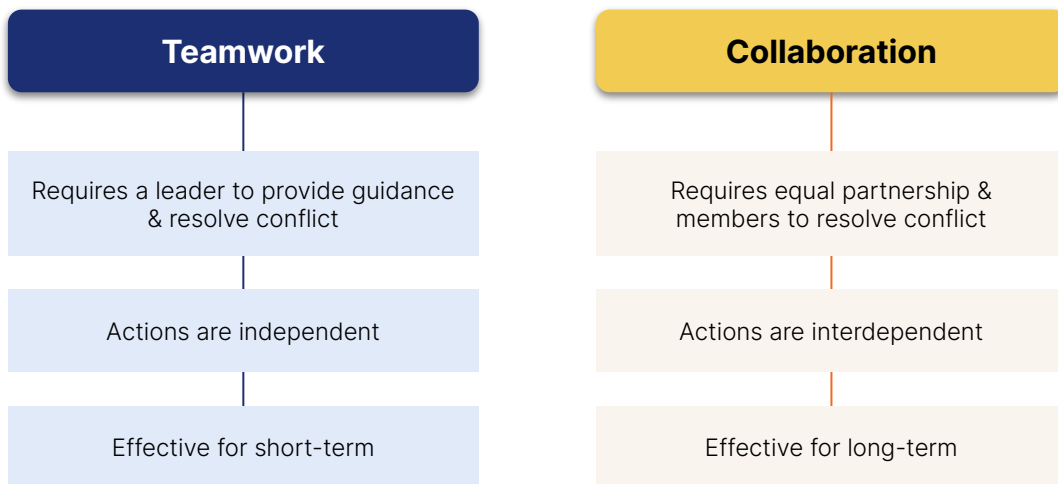 Teamwork
Requires a leader to provide guidance
& resolve conflict
Actions are independent
Effective for short-term
Collaboration
Requires equal partnership &
members to resolve conflict
Actions are interdependent
Effective for long-term